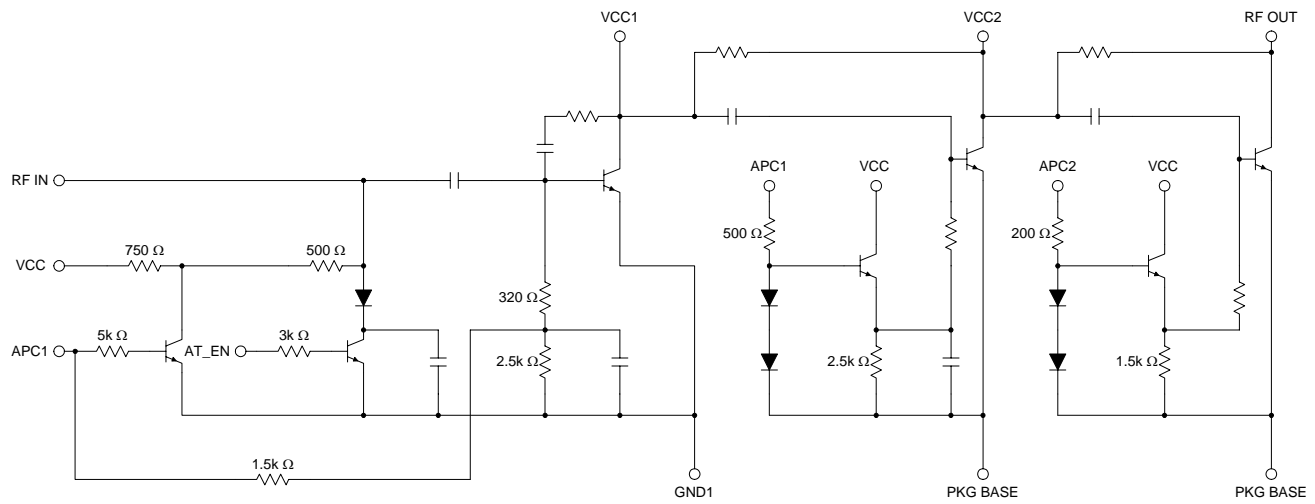 VCC1
VCC2
RF OUT
RF IN
APC1
VCC
APC2
VCC
750 Ω
500 Ω
500 Ω
200 Ω
VCC
320 Ω
5k Ω
3k Ω
APC1
AT_EN
2.5k Ω
2.5k Ω
1.5k Ω
1.5k Ω
GND1
PKG BASE
PKG BASE